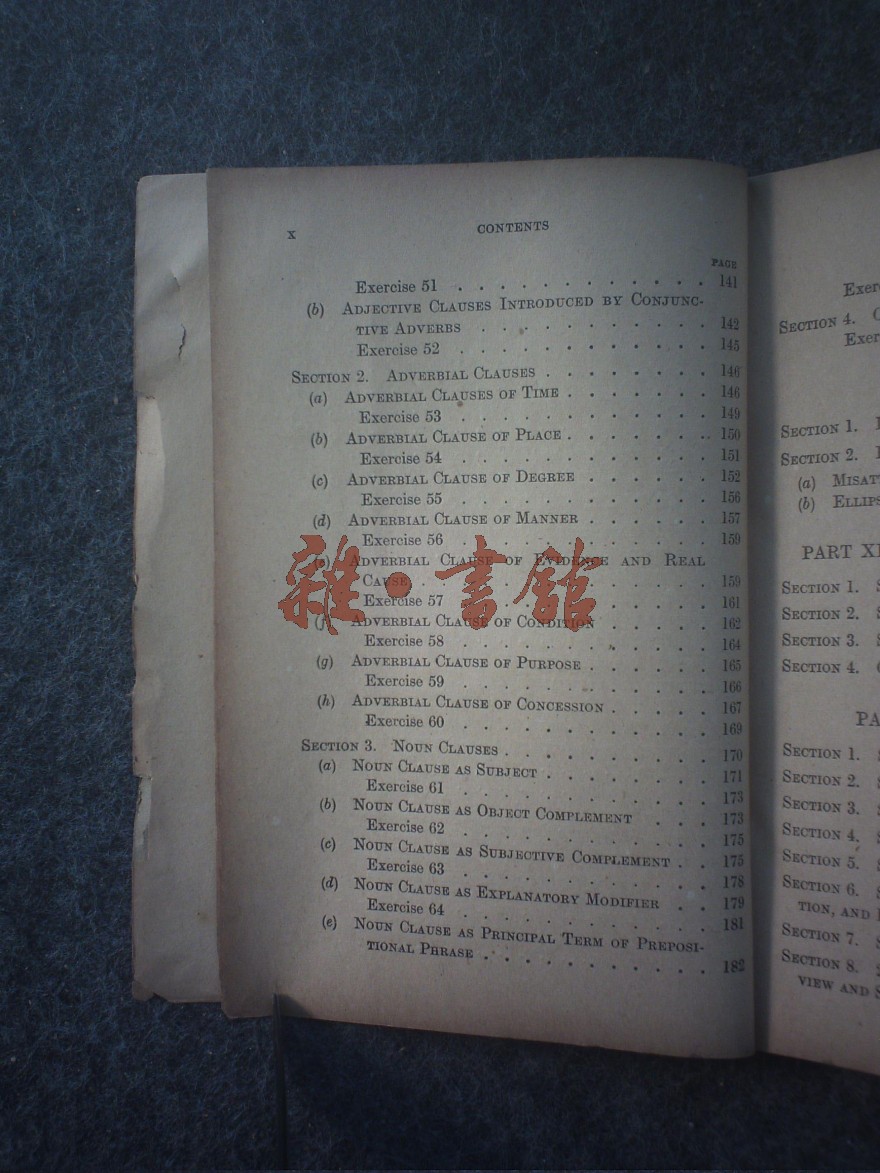 x CONTENTS
PAGE
Exercise 51 . . . . . . . . . . . . 141
(b) ADJECTIVE CLAUSES INTRODUCED BY CONJUNC-
TIVE ADVERBS . . . . . . . . . . . 142
Exercise 52 . . . . . . . . . . . . 145
SECTION 2. ADVERBIAL CLAUSES . . . . . . . . 146
(a) ADVERBIAL CLAUSES OF TIME . . . . . . . 146
Exercise 53 . . . . . . . . . . . . 149
(b) ADVERBIAL CLAUSE OF PLACE . . . . . . . 150
Exercise 54 . . . . . . . . . . . . 151
(c) ADVERBIAL CLAUSE OF DEGREE . . . . . . 152
Exercise 55 . . . . . . . . . . . . 156
(d) ADVERBIAL CLAUSE OF MANNER . . . . . . 157
Exercise 56 . . . . . . . . . . . . 159
(e) ADVERBIAL CLAUSE OF EVIDENCE AND REAL
CAUSE . . . . . . . . . . . . . . 159
Exercise 57 . . . . . . . . . . . . 161
(f) ADVERBIAL CLAUSE OF CONDITION . . . . . 162
Exercise 58 . . . . . . . . . . . . 164
(g) ADVERBIAL CLAUSE OF PURPOSE . . . . . . 165
Exercise 59 . . . . . . . . . . . . 166
(h) ADVERBIAL CLAUSE OF CONCESSION . . . . . 167
Exercise 60 . . . . . . . . . . . . 169
SECTION 3. NOUN CLAUSES . . . . . . . . . . 170
(a) NOUN CLAUSE AS SUBJECT . . . . . . . . 171
Exercise 61 . . . . . . . . . . . . 173
(b) NOUN CLAUSE AS OBJECT COMPLEMENT . . . 173
Exercise 62 . . . . . . . . . . . . 175
(c) NOUN CLAUSE AS SUBJECTIVE COMPLEMENT . . 175
Exercise 63 . . . . . . . . . . . . 178
(d) NOUN CLAUSE AS EXPLANATORY MODIFIER . . 179
Exercise 64 . . . . . . . . . . . . 181
(e) NOUN CLAUSE AS PRINCIPAL TERM OF PREPOSI-
TIONAL PHRASE . . . . . . . . . . . 182
雜·書館
SECTION 4.
SECTION 1.
SECTION 2.
(a)
(b)
PART
SECTION 1.
SECTION 2.
SECTION 3.
SECTION 4.
SECTION 1.
SECTION 2.
SECTION 3.
SECTION 4.
SECTION 5.
SECTION 6.
TION, AND
SECTION 7.
SECTION 8.
VIEW AND